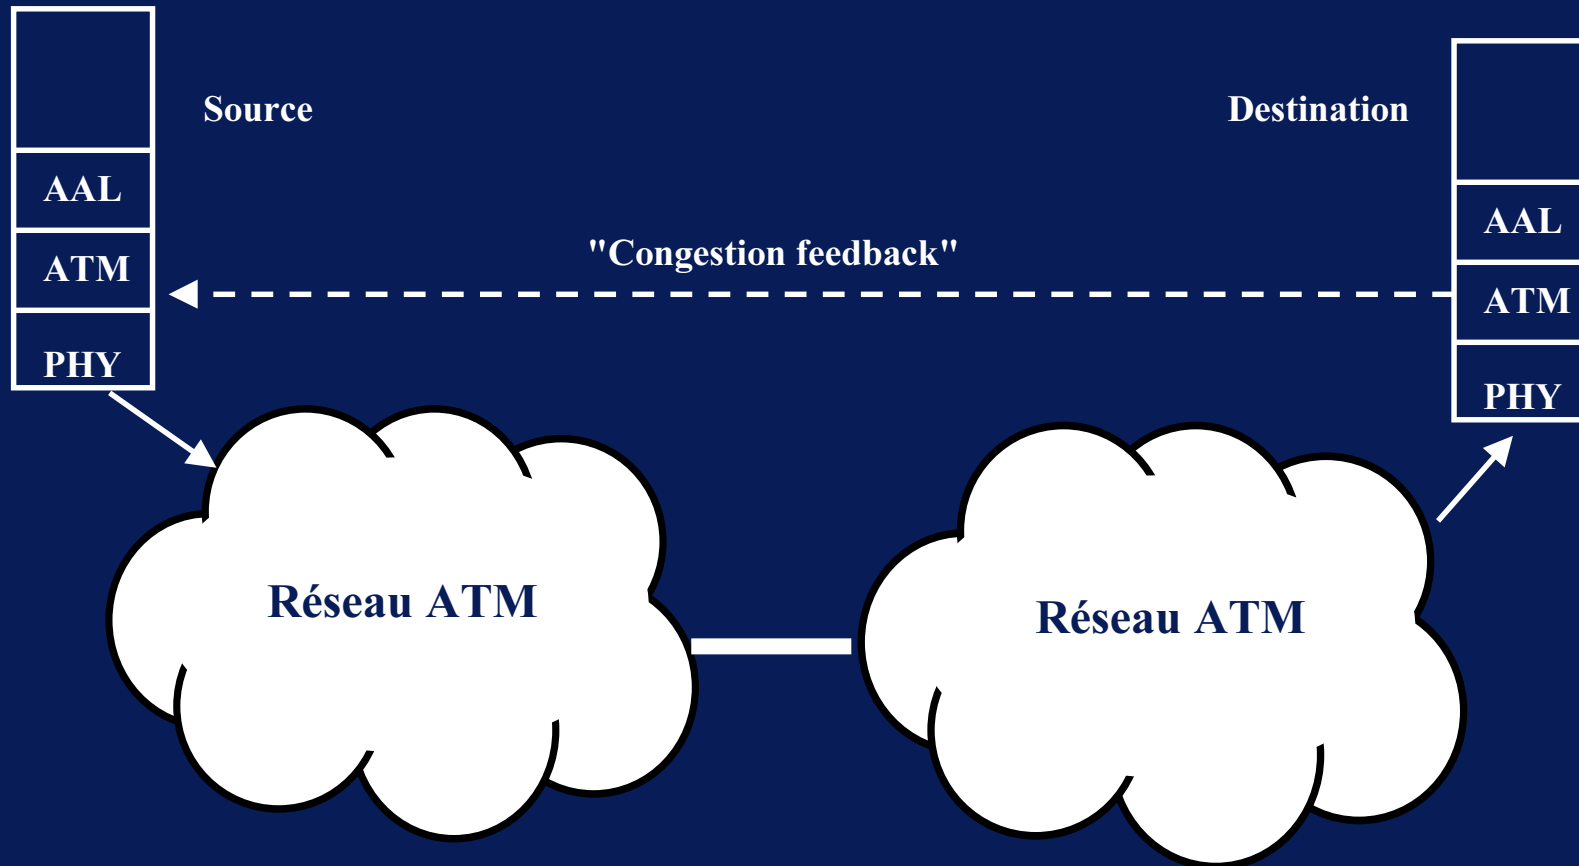 Source
Destination
AAL
ATM
PHY
"Congestion feedback"
AAL
ATM
PHY
Réseau ATM
Réseau ATM